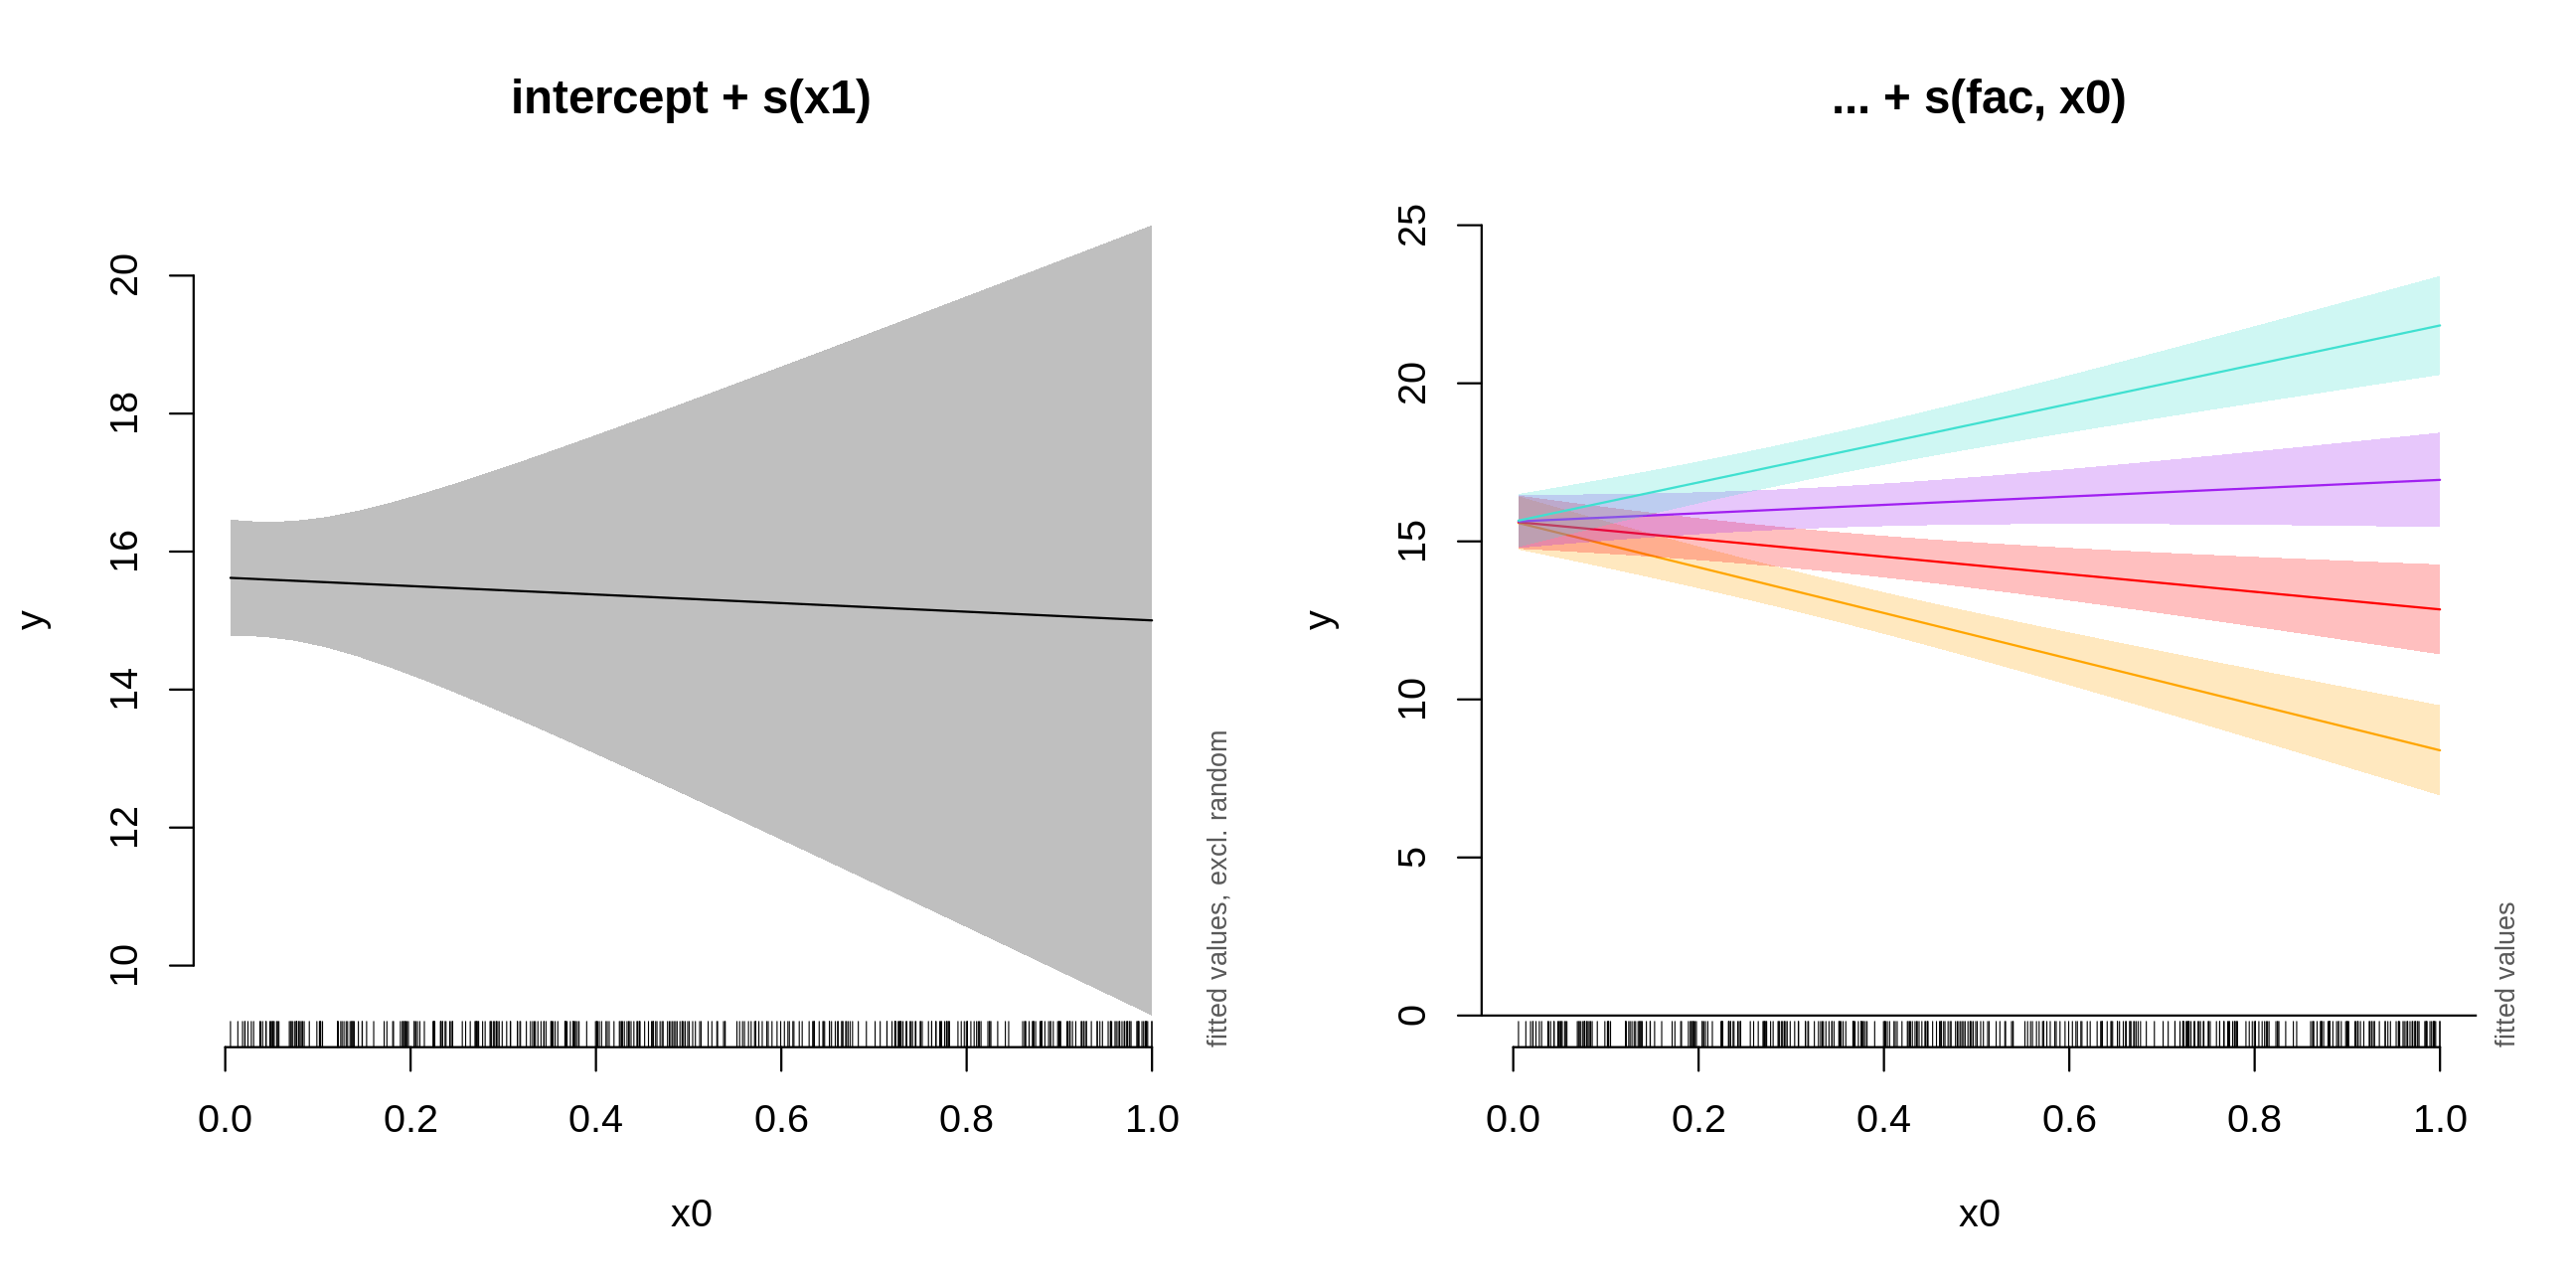 intercept + s(x1)
y
20
18
16
14
12
10
0.0 0.2 0.4 0.6 0.8 1.0
x0
fitted values, excl. random
... + s(fac, x0)
y
25
20
15
10
5
0
0.0 0.2 0.4 0.6 0.8 1.0
x0
fitted values